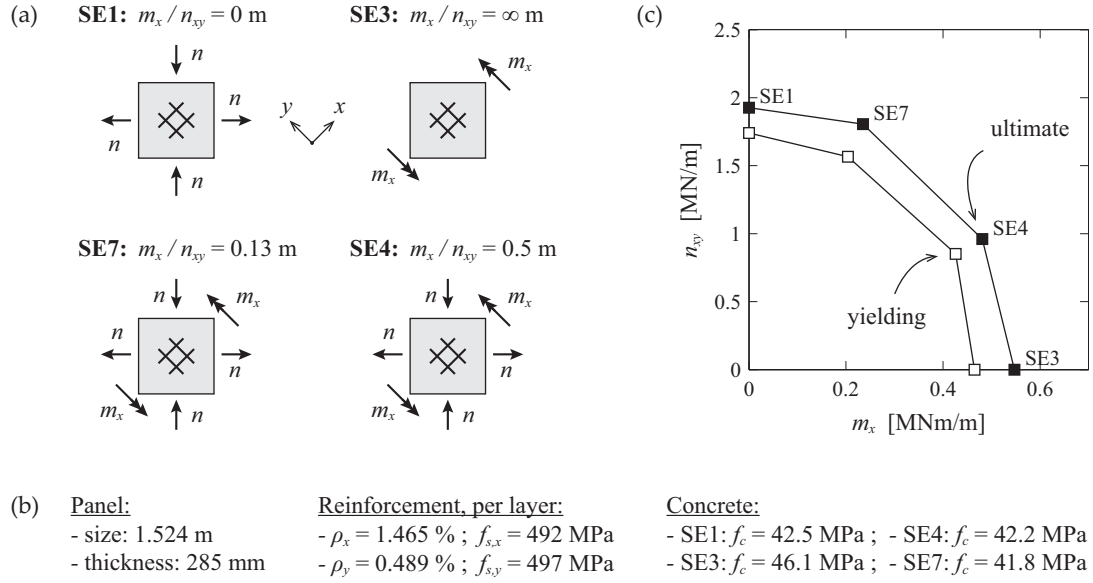 (a)
SE1: m_x / n_xy = 0 m
n
n
n
n
SE3: m_x / n_xy = ∞ m
m_x
m_x
y
x
SE7: m_x / n_xy = 0.13 m
n
m_x
n
n
m_x
n
SE4: m_x / n_xy = 0.5 m
n
m_x
n
n
m_x
n
(c)
2.5
2
1.5
1
0.5
0
n_xy [MN/m]
SE1
SE7
ultimate
SE4
yielding
SE3
0
0.2
0.4
0.6
m_x [MNm/m]
(b)
Panel:
- size: 1.524 m
- thickness: 285 mm
Reinforcement, per layer:
- ρ_x = 1.465 % ; f_s,x = 492 MPa
- ρ_y = 0.489 % ; f_s,y = 497 MPa
Concrete:
- SE1: f_c = 42.5 MPa ; - SE4: f_c = 42.2 MPa
- SE3: f_c = 46.1 MPa ; - SE7: f_c = 41.8 MPa